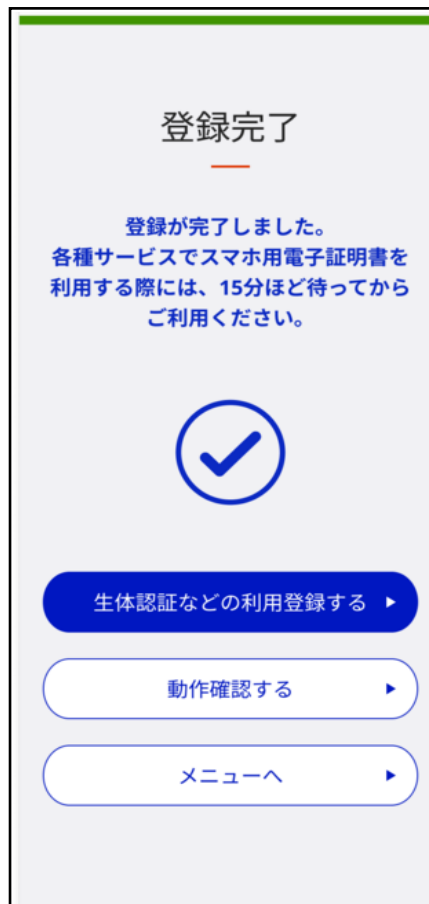 登録完了
登録が完了しました。
各種サービスでスマホ用電子証明書を
利用する際には、15分ほど待ってから
ご利用ください。
生体認証などの利用登録する
動作確認する
メニューへ